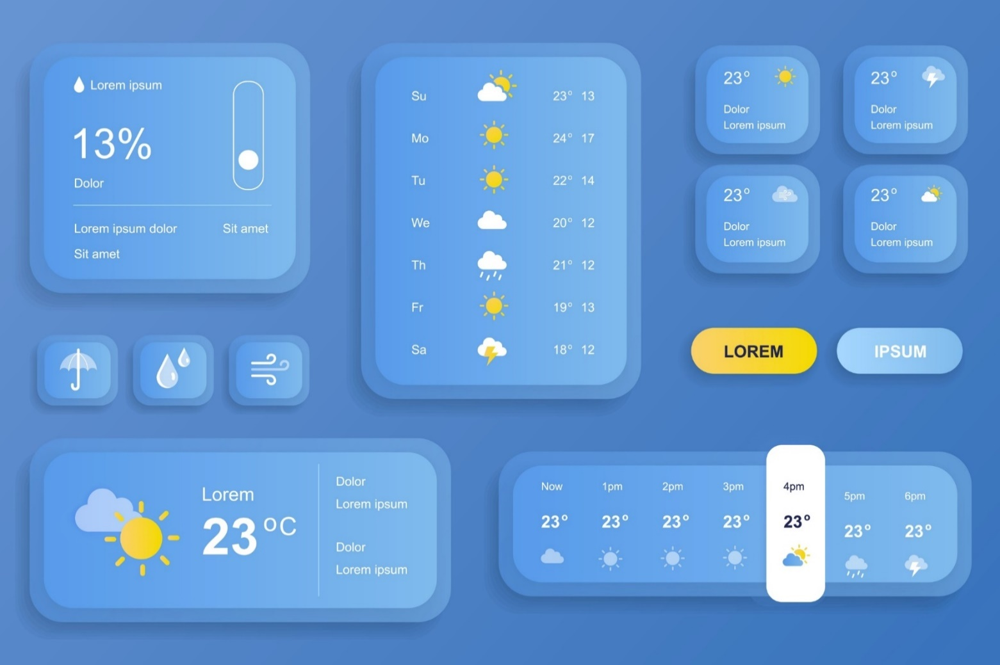 Lorem ipsum
13%
Dolor
Lorem ipsum dolor Sit amet
Sit amet
Su 23° 13
Mo 24° 17
Tu 22° 14
We 20° 12
Th 21° 12
Fr 19° 13
Sa 18° 12
23°
Dolor
Lorem ipsum
23°
Dolor
Lorem ipsum
23°
Dolor
Lorem ipsum
23°
Dolor
Lorem ipsum
LOREM
IPSUM
Lorem
23°C
Dolor
Lorem ipsum
Dolor
Lorem ipsum
Now 1pm 2pm 3pm 4pm 5pm 6pm
23° 23° 23° 23° 23° 23° 23°